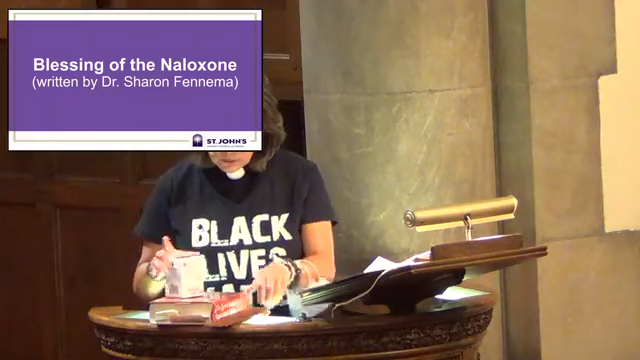 Blessing of the Naloxone
(written by Dr. Sharon Fennema)
ST. JOHN'S
BLACK
LIVES